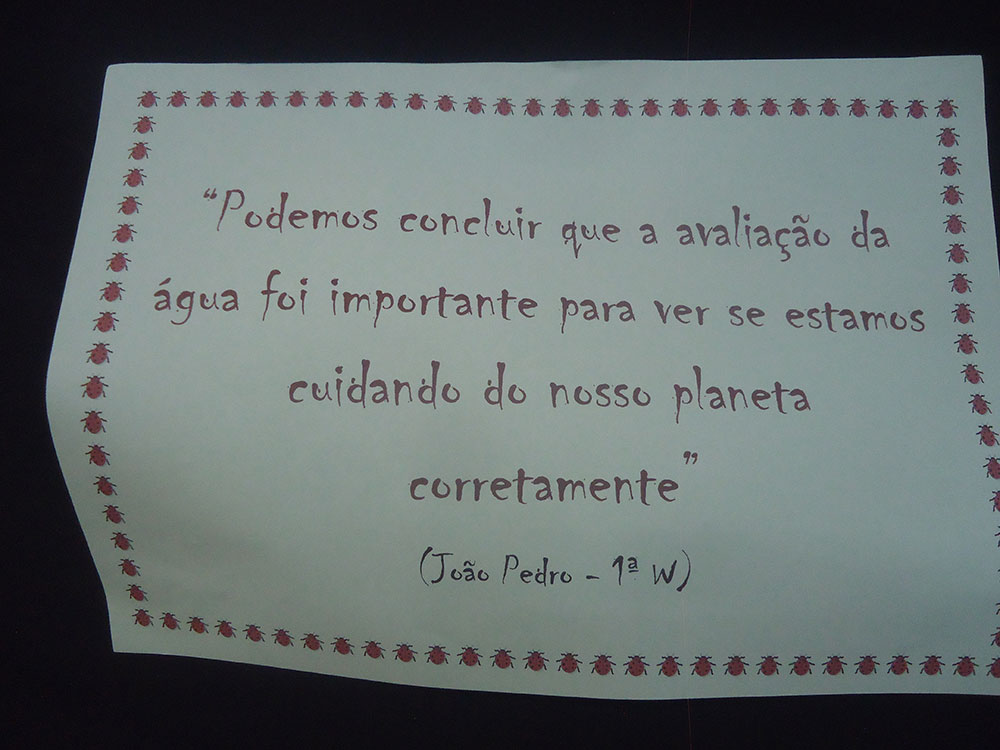 “Podemos concluir que a avaliação da
água foi importante para ver se estamos
cuidando do nosso planeta
corretamente”
(João Pedro - 1ª W)